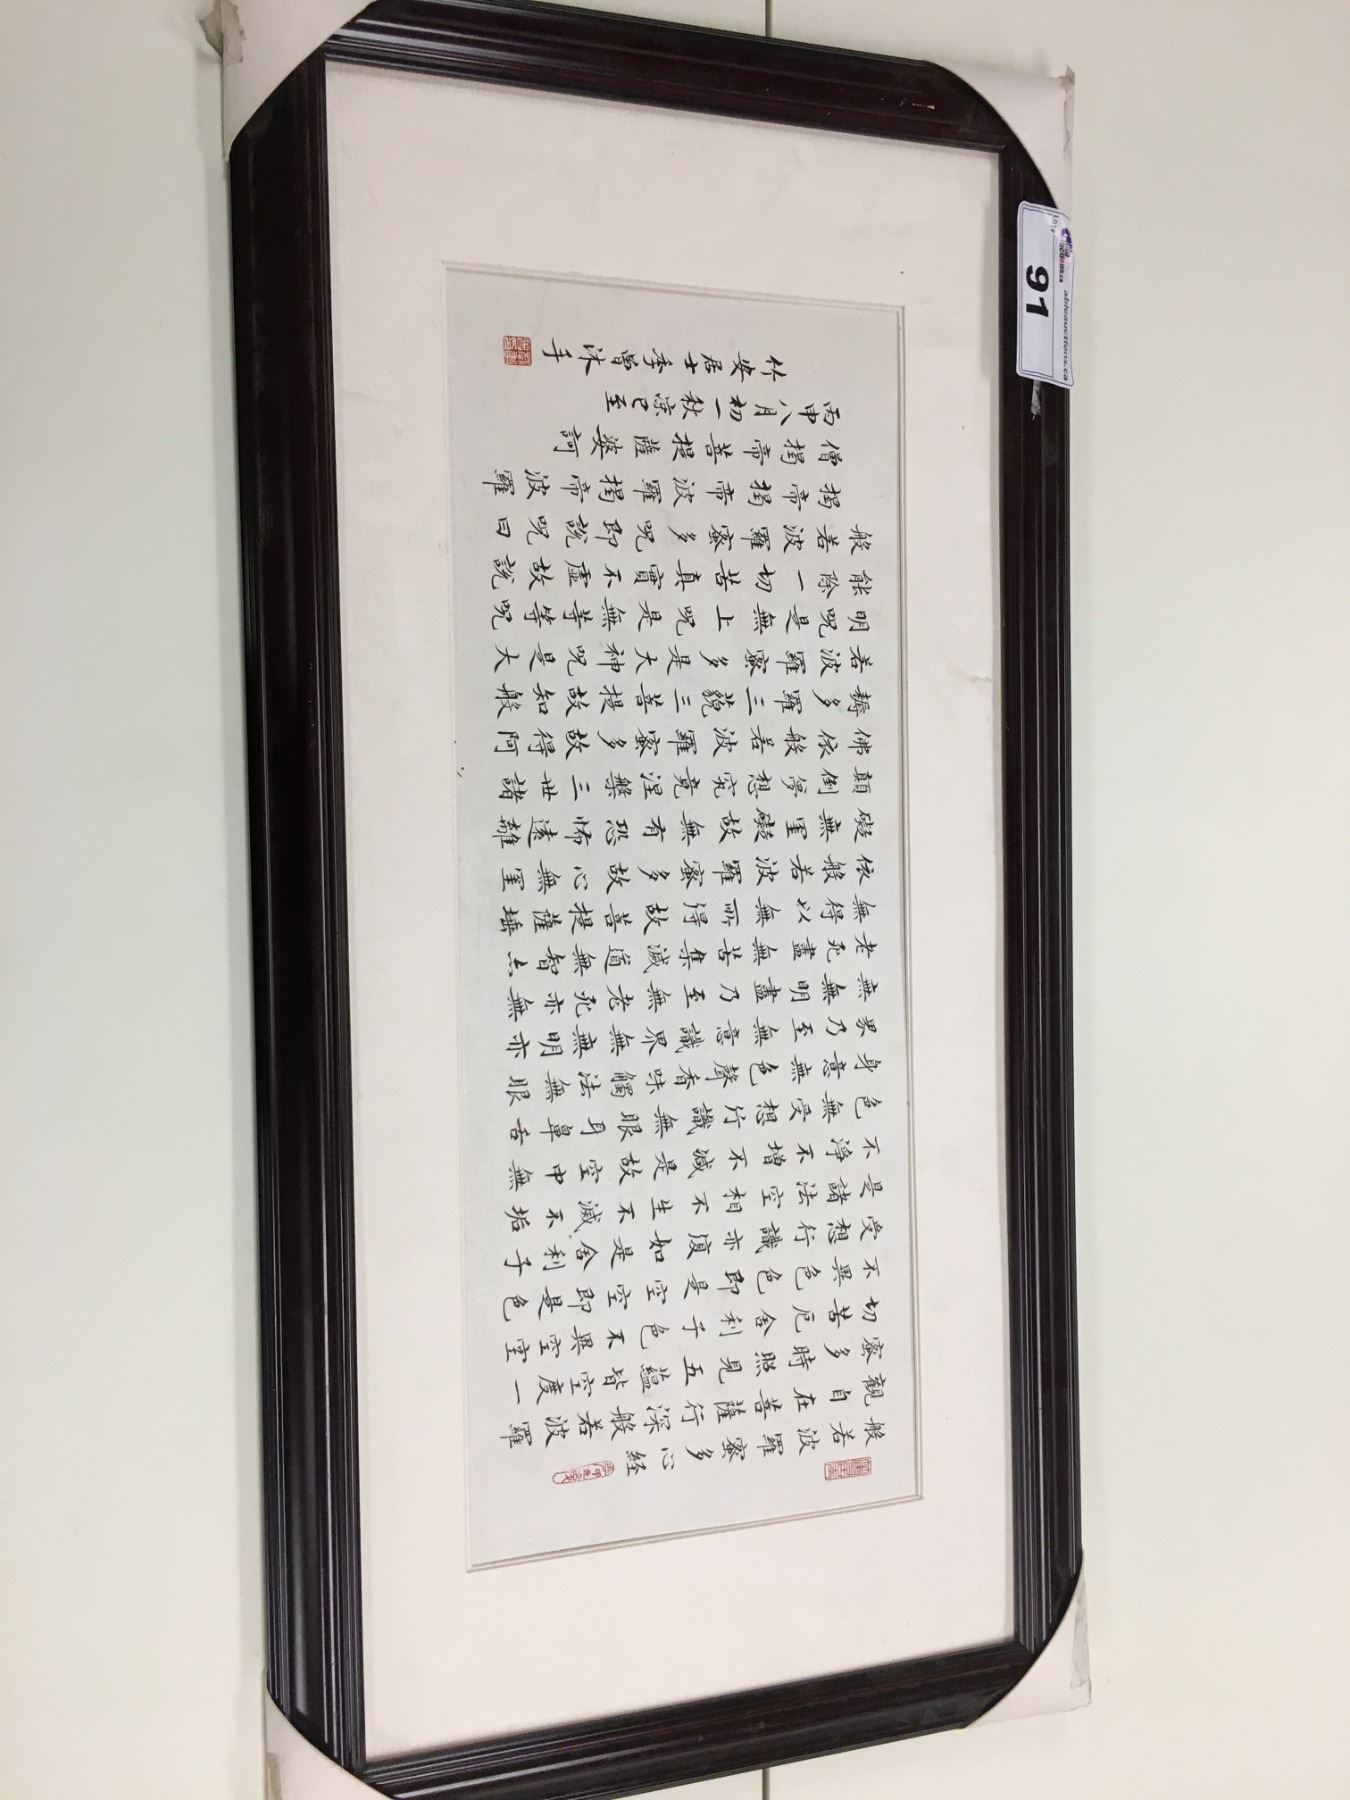 般若波羅蜜多心経
觀自在菩薩行深般若波羅
蜜多時照見五蘊皆空度一
切苦厄舍利子色不異空空
不異色色即是空空即是色
受想行識亦復如是舍利子
是諸法空相不生不滅不垢
不淨不增不減是故空中無
色無受想行識無眼耳鼻舌
身意無色聲香味觸法無眼
界乃至無意識界無無明亦
無無明盡乃至無老死亦無
老死盡無苦集滅道無智亦
無得以無所得故菩提薩埵
依般若波羅蜜多故心無罣
礙無罣礙故無有恐怖遠離
顛倒夢想究竟涅槃三世諸
佛依般若波羅蜜多故得阿
耨多羅三藐三菩提故知般
若波羅蜜多是大神呪是大
明呪是無上呪是無等等呪
能除一切苦真實不虛故說
般若波羅蜜多呪即說呪曰
揭帝揭帝波羅揭帝波羅
僧揭帝菩提薩婆訶
丙申八月初一秋涼已至
竹安居士季沐手
ableauctions.ca
91